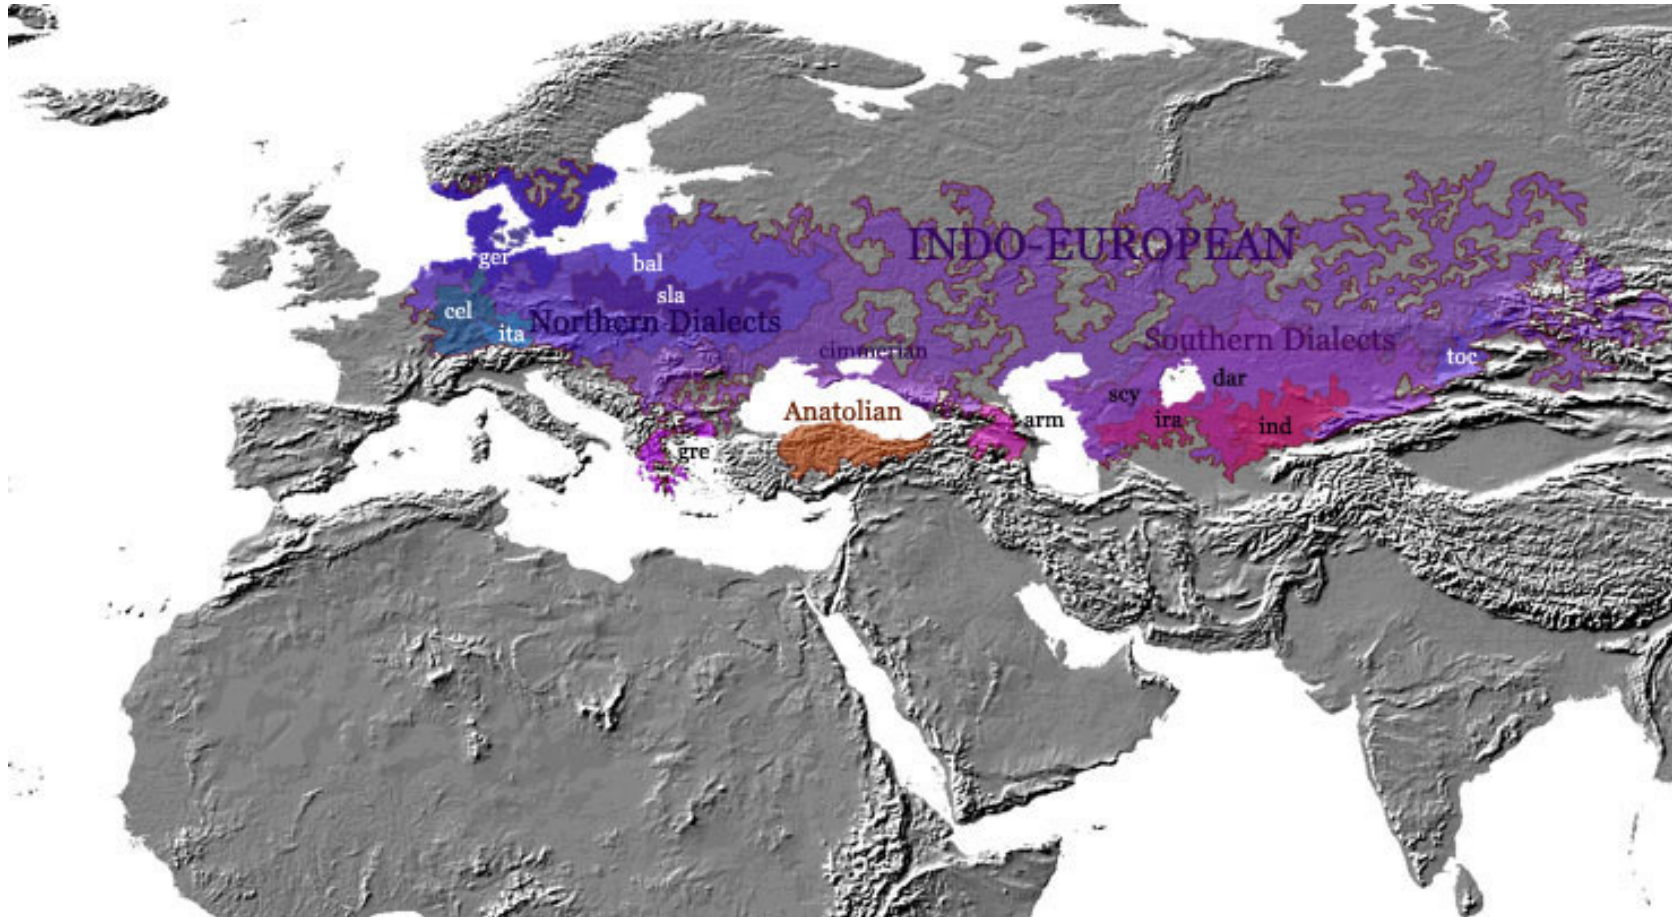 INDO-EUROPEAN
ger
bal
sla
cel
ita
Northern Dialects
cimmerian
Southern Dialects
toc
scy
dar
Anatolian
arm
ira
ind
gre